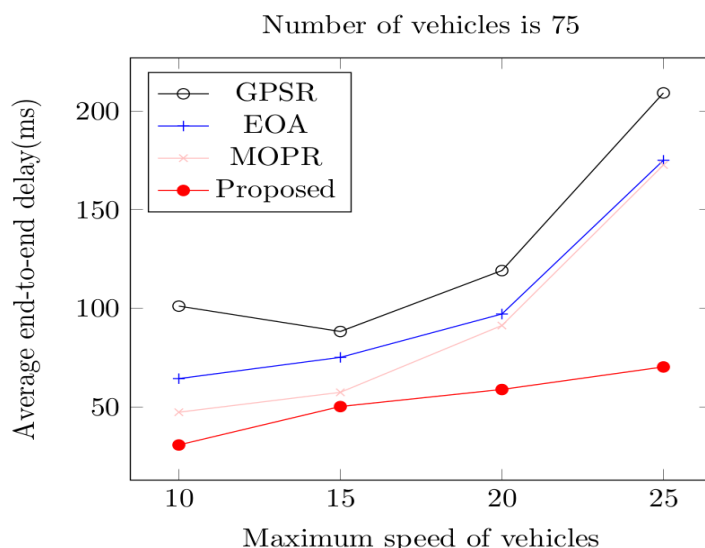 Number of vehicles is 75
Average end-to-end delay(ms)
200
150
100
50
GPSR
EOA
MOPR
Proposed
10 15 20 25
Maximum speed of vehicles